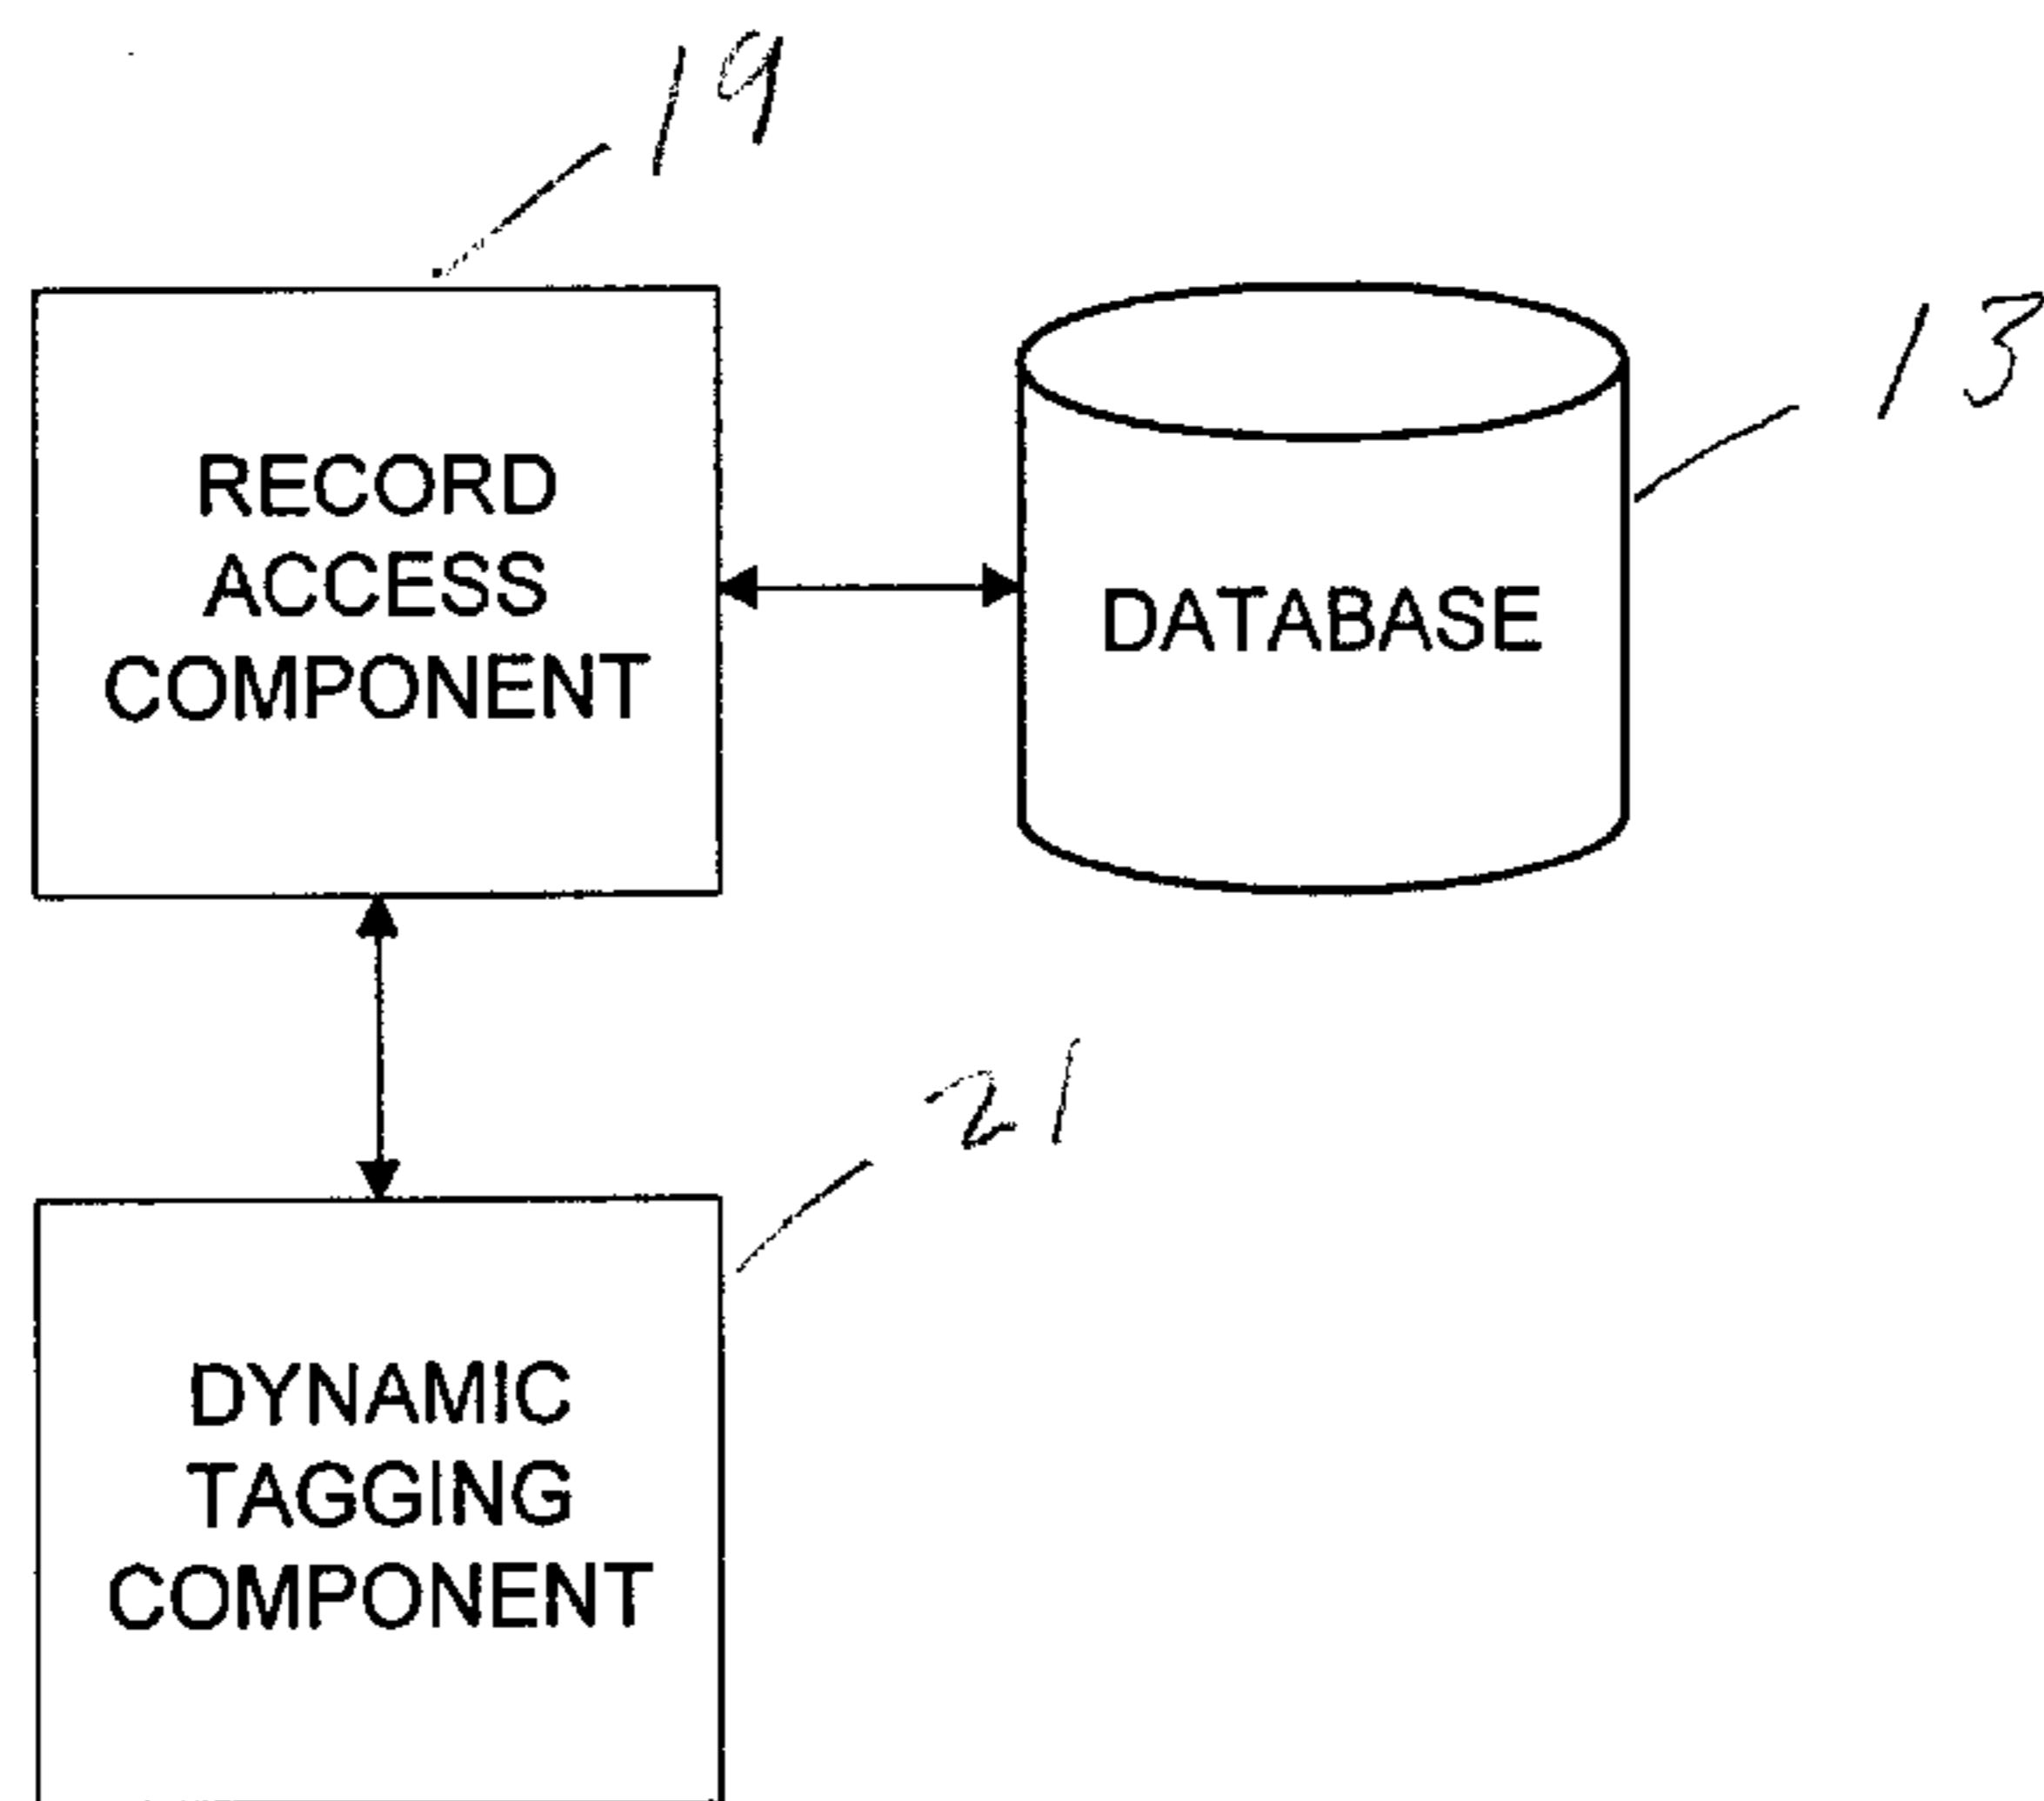 19
13
RECORD
ACCESS
COMPONENT
DATABASE
21
DYNAMIC
TAGGING
COMPONENT